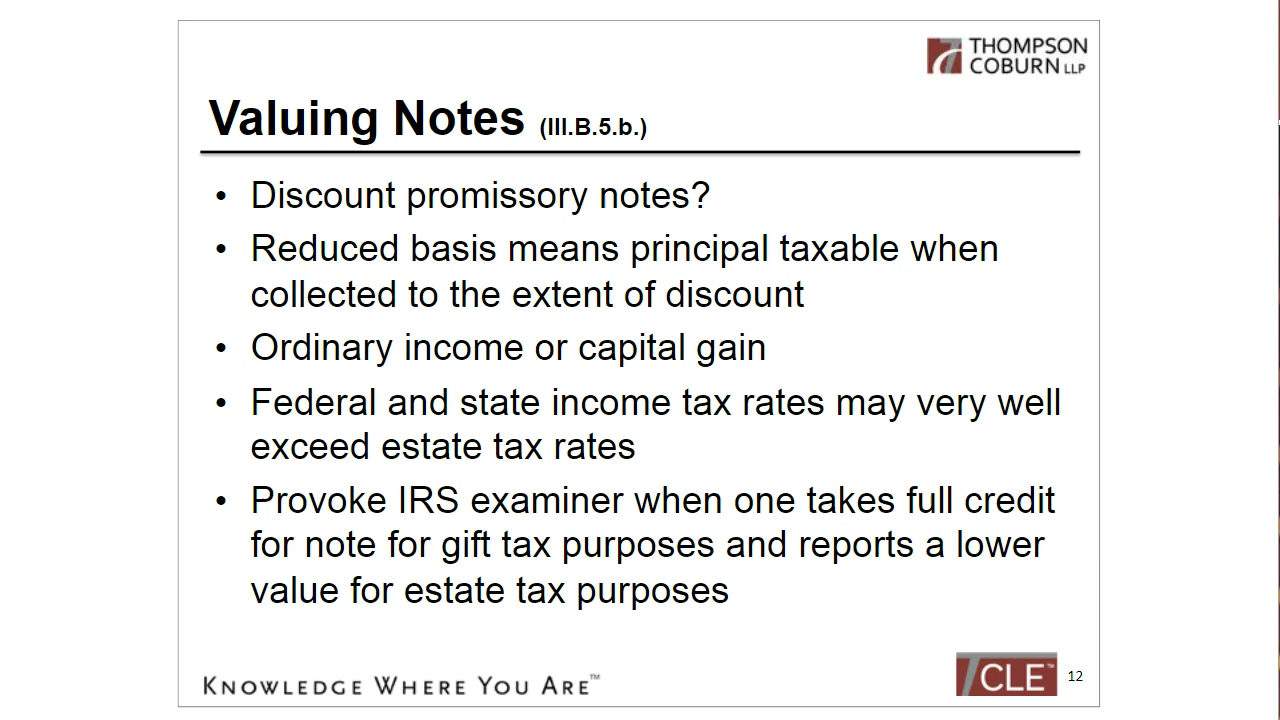 THOMPSON
COBURN LLP
Valuing Notes (III.B.5.b.)
• Discount promissory notes?
• Reduced basis means principal taxable when
collected to the extent of discount
• Ordinary income or capital gain
• Federal and state income tax rates may very well
exceed estate tax rates
• Provoke IRS examiner when one takes full credit
for note for gift tax purposes and reports a lower
value for estate tax purposes
KNOWLEDGE WHERE YOU ARE™
TCLE™ 12